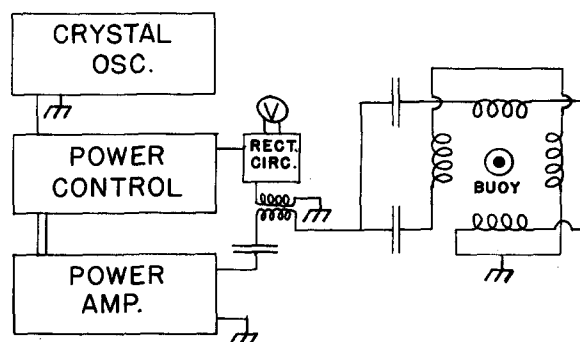 CRYSTAL
OSC.
POWER
CONTROL
V
RECT.
CIRC.
BUOY
POWER
AMP.